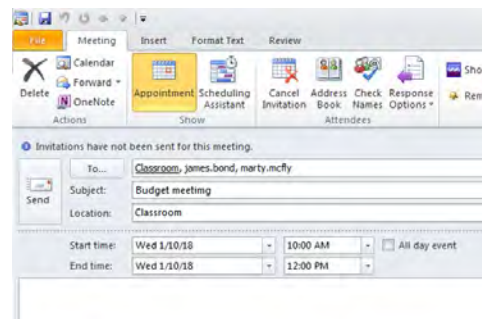 File Meeting Insert Format Text Review
Calendar
Forward
OneNote
Delete
Appointment Scheduling Assistant
Cancel Invitation
Address Book
Check Names
Response Options
Actions Show Attendees
Invitations have not been sent for this meeting.
Send
To... Classroom, james.bond, marty.mcfly
Subject: Budget meetimg
Location: Classroom
Start time: Wed 1/10/18 10:00 AM All day event
End time: Wed 1/10/18 12:00 PM